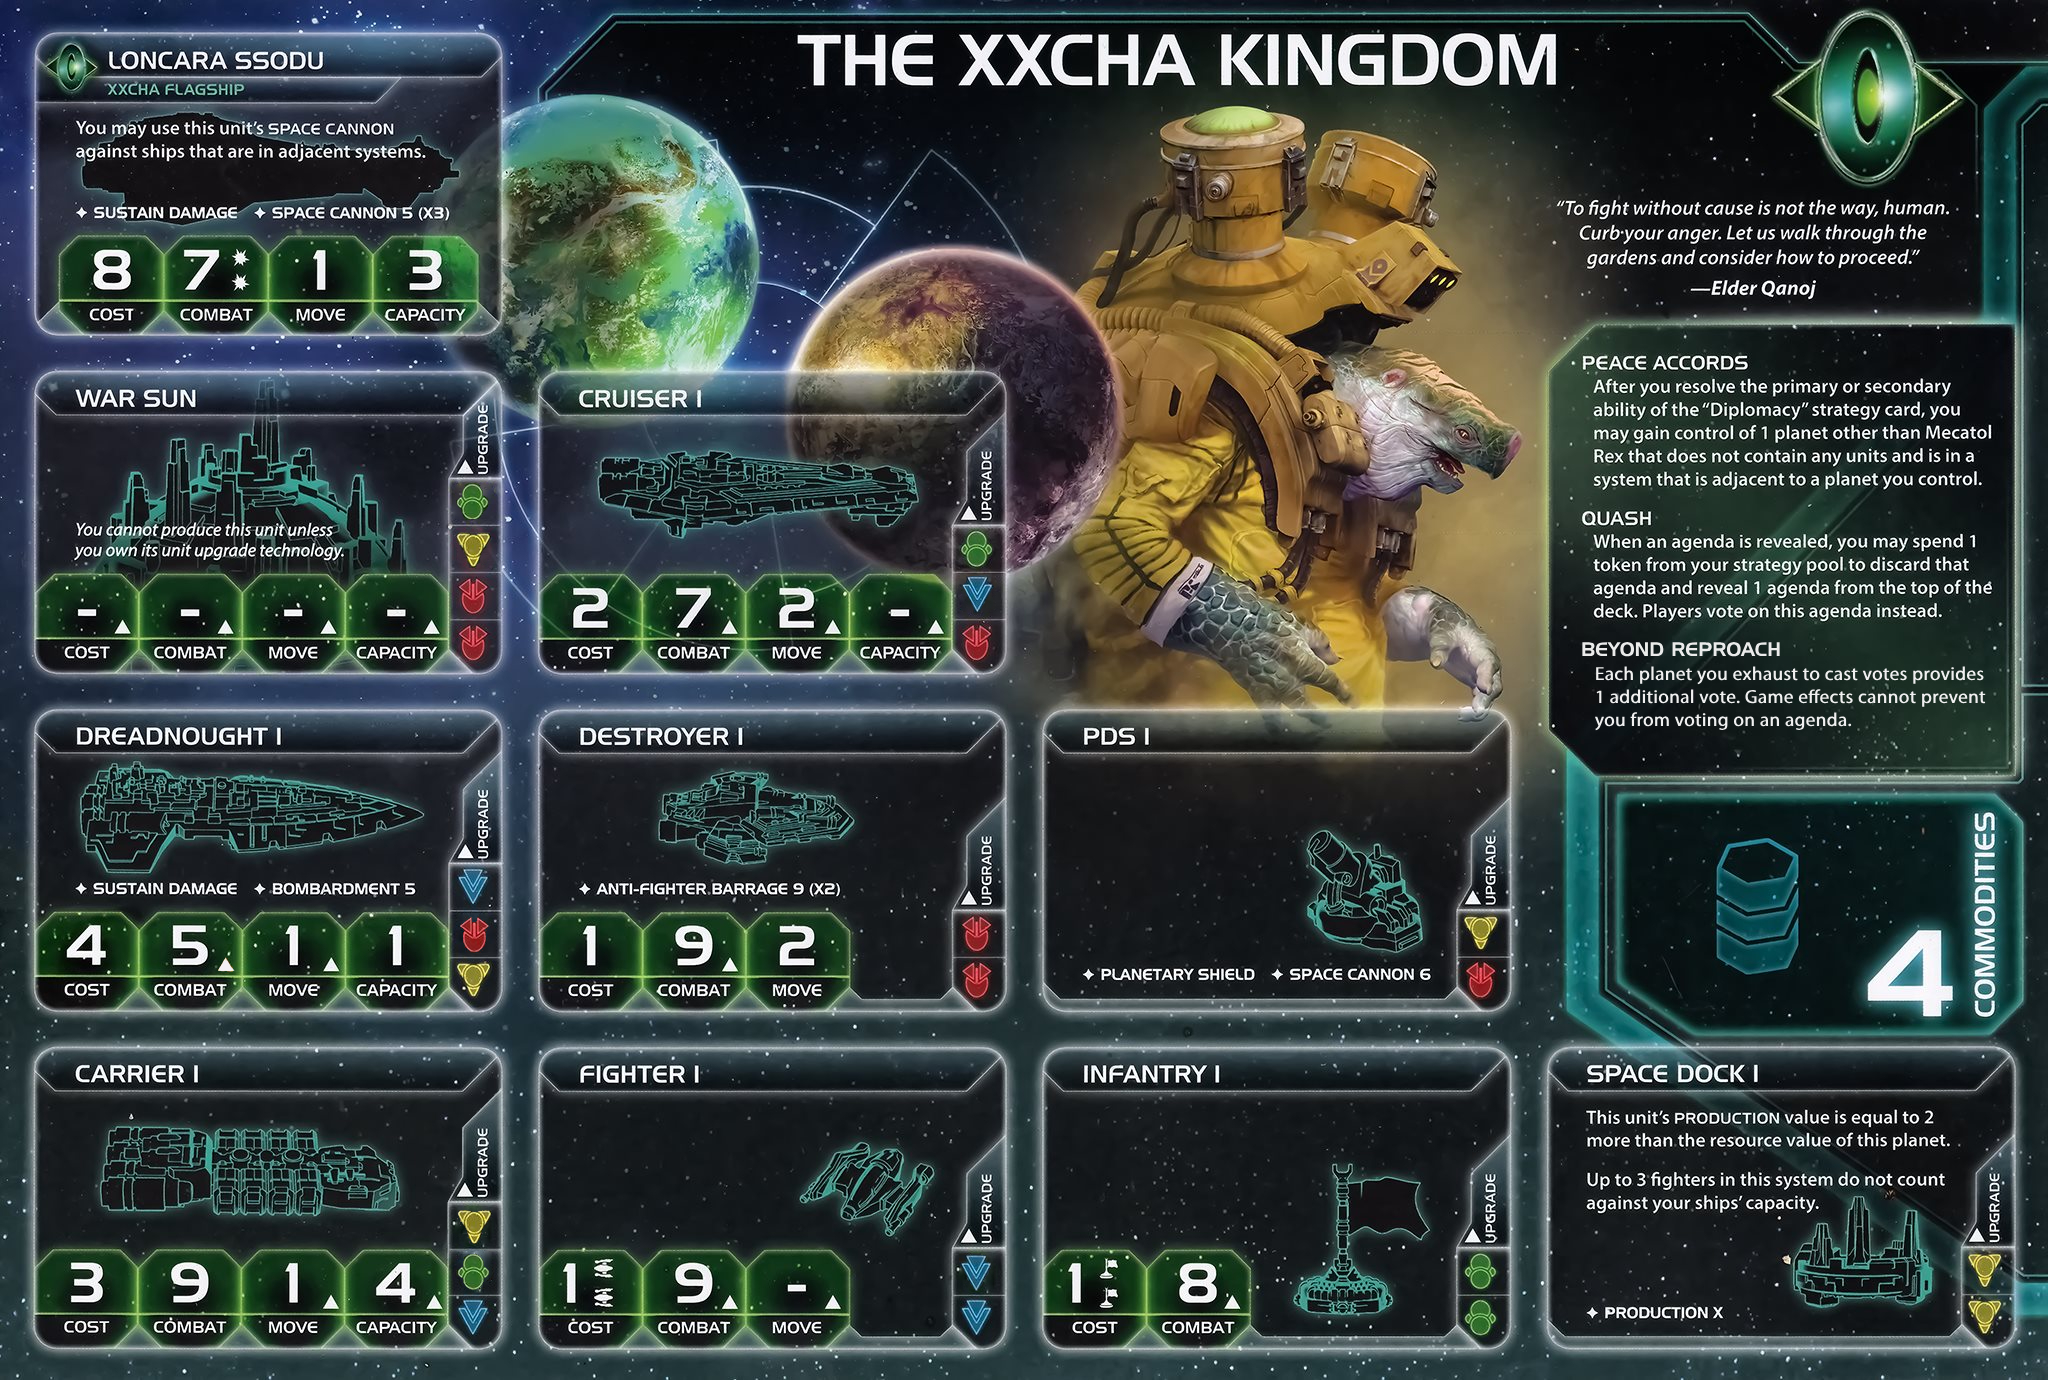 THE XXCHA KINGDOM
LONCARA SSODU
XXCHA FLAGSHIP
You may use this unit's SPACE CANNON
against ships that are in adjacent systems.
✦ SUSTAIN DAMAGE ✦ SPACE CANNON 5 (X3)
8 7 1 3
COST COMBAT MOVE CAPACITY
"To fight without cause is not the way, human.
Curb your anger. Let us walk through the
gardens and consider how to proceed."
—Elder Qanoj
PEACE ACCORDS
After you resolve the primary or secondary
ability of the "Diplomacy" strategy card, you
may gain control of 1 planet other than Mecatol
Rex that does not contain any units and is in a
system that is adjacent to a planet you control.
QUASH
When an agenda is revealed, you may spend 1
token from your strategy pool to discard that
agenda and reveal 1 agenda from the top of the
deck. Players vote on this agenda instead.
BEYOND REPROACH
Each planet you exhaust to cast votes provides
1 additional vote. Game effects cannot prevent
you from voting on an agenda.
WAR SUN
UPGRADE
You cannot produce this unit unless
you own its unit upgrade technology.
- - - -
COST COMBAT MOVE CAPACITY
CRUISER I
UPGRADE
2 7 2 -
COST COMBAT MOVE CAPACITY
DREADNOUGHT I
UPGRADE
✦ SUSTAIN DAMAGE ✦ BOMBARDMENT 5
4 5 1 1
COST COMBAT MOVE CAPACITY
DESTROYER I
UPGRADE
✦ ANTI-FIGHTER BARRAGE 9 (X2)
1 9 2
COST COMBAT MOVE
PDS I
UPGRADE
✦ PLANETARY SHIELD ✦ SPACE CANNON 6
4
COMMODITIES
CARRIER I
UPGRADE
3 9 1 4
COST COMBAT MOVE CAPACITY
FIGHTER I
UPGRADE
1 9 -
COST COMBAT MOVE
INFANTRY I
UPGRADE
1 8
COST COMBAT
SPACE DOCK I
This unit's PRODUCTION value is equal to 2
more than the resource value of this planet.
Up to 3 fighters in this system do not count
against your ships' capacity.
UPGRADE
✦ PRODUCTION X